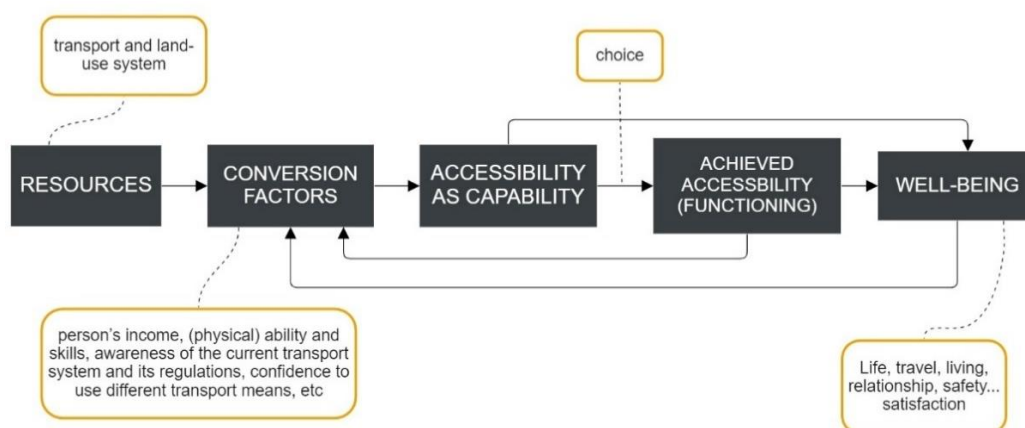 transport and land-
use system
choice
RESOURCES
CONVERSION
FACTORS
ACCESSIBILITY
AS CAPABILITY
ACHIEVED
ACCESSBILITY
(FUNCTIONING)
WELL-BEING
person's income, (physical) ability and
skills, awareness of the current transport
system and its regulations, confidence to
use different transport means, etc
Life, travel, living,
relationship, safety...
satisfaction